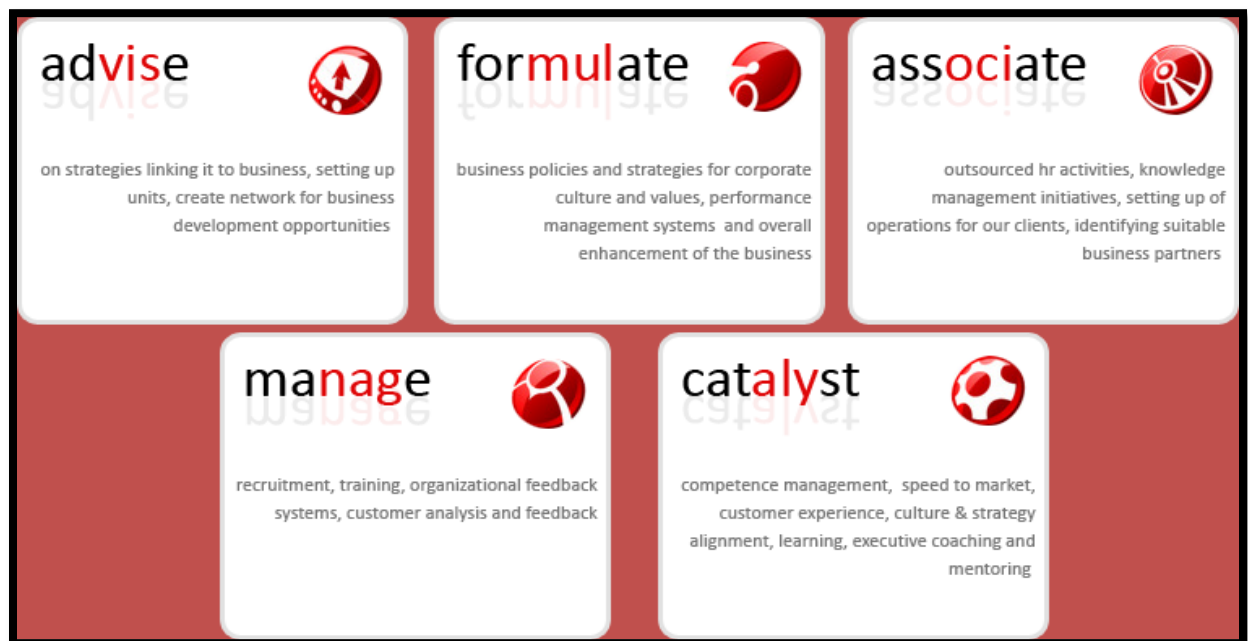 advise
on strategies linking it to business, setting up
units, create network for business
development opportunities
formulate
business policies and strategies for corporate
culture and values, performance
management systems and overall
enhancement of the business
associate
outsourced hr activities, knowledge
management initiatives, setting up of
operations for our clients, identifying suitable
business partners
manage
recruitment, training, organizational feedback
systems, customer analysis and feedback
catalyst
competence management, speed to market,
customer experience, culture & strategy
alignment, learning, executive coaching and
mentoring